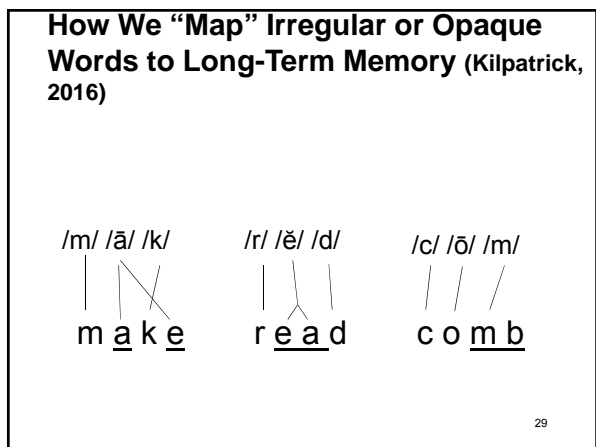 How We “Map” Irregular or Opaque
Words to Long-Term Memory (Kilpatrick,
2016)
/m/ /ā/ /k/ /r/ /ĕ/ /d/ /c/ /ō/ /m/
m a k e r e a d c o m b
29